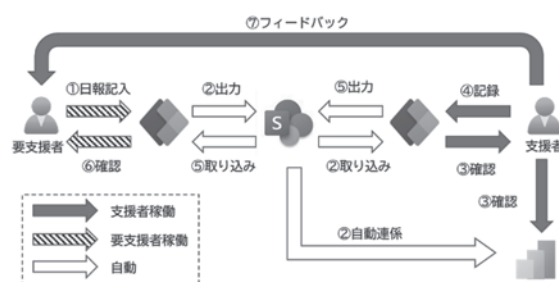 ⑦フィードバック
①日報記入
②出力
⑤出力
④記録
S
要支援者
支援者
⑥確認
⑤取り込み
②取り込み
③確認
③確認
②自動連係
支援者稼働
要支援者稼働
自動